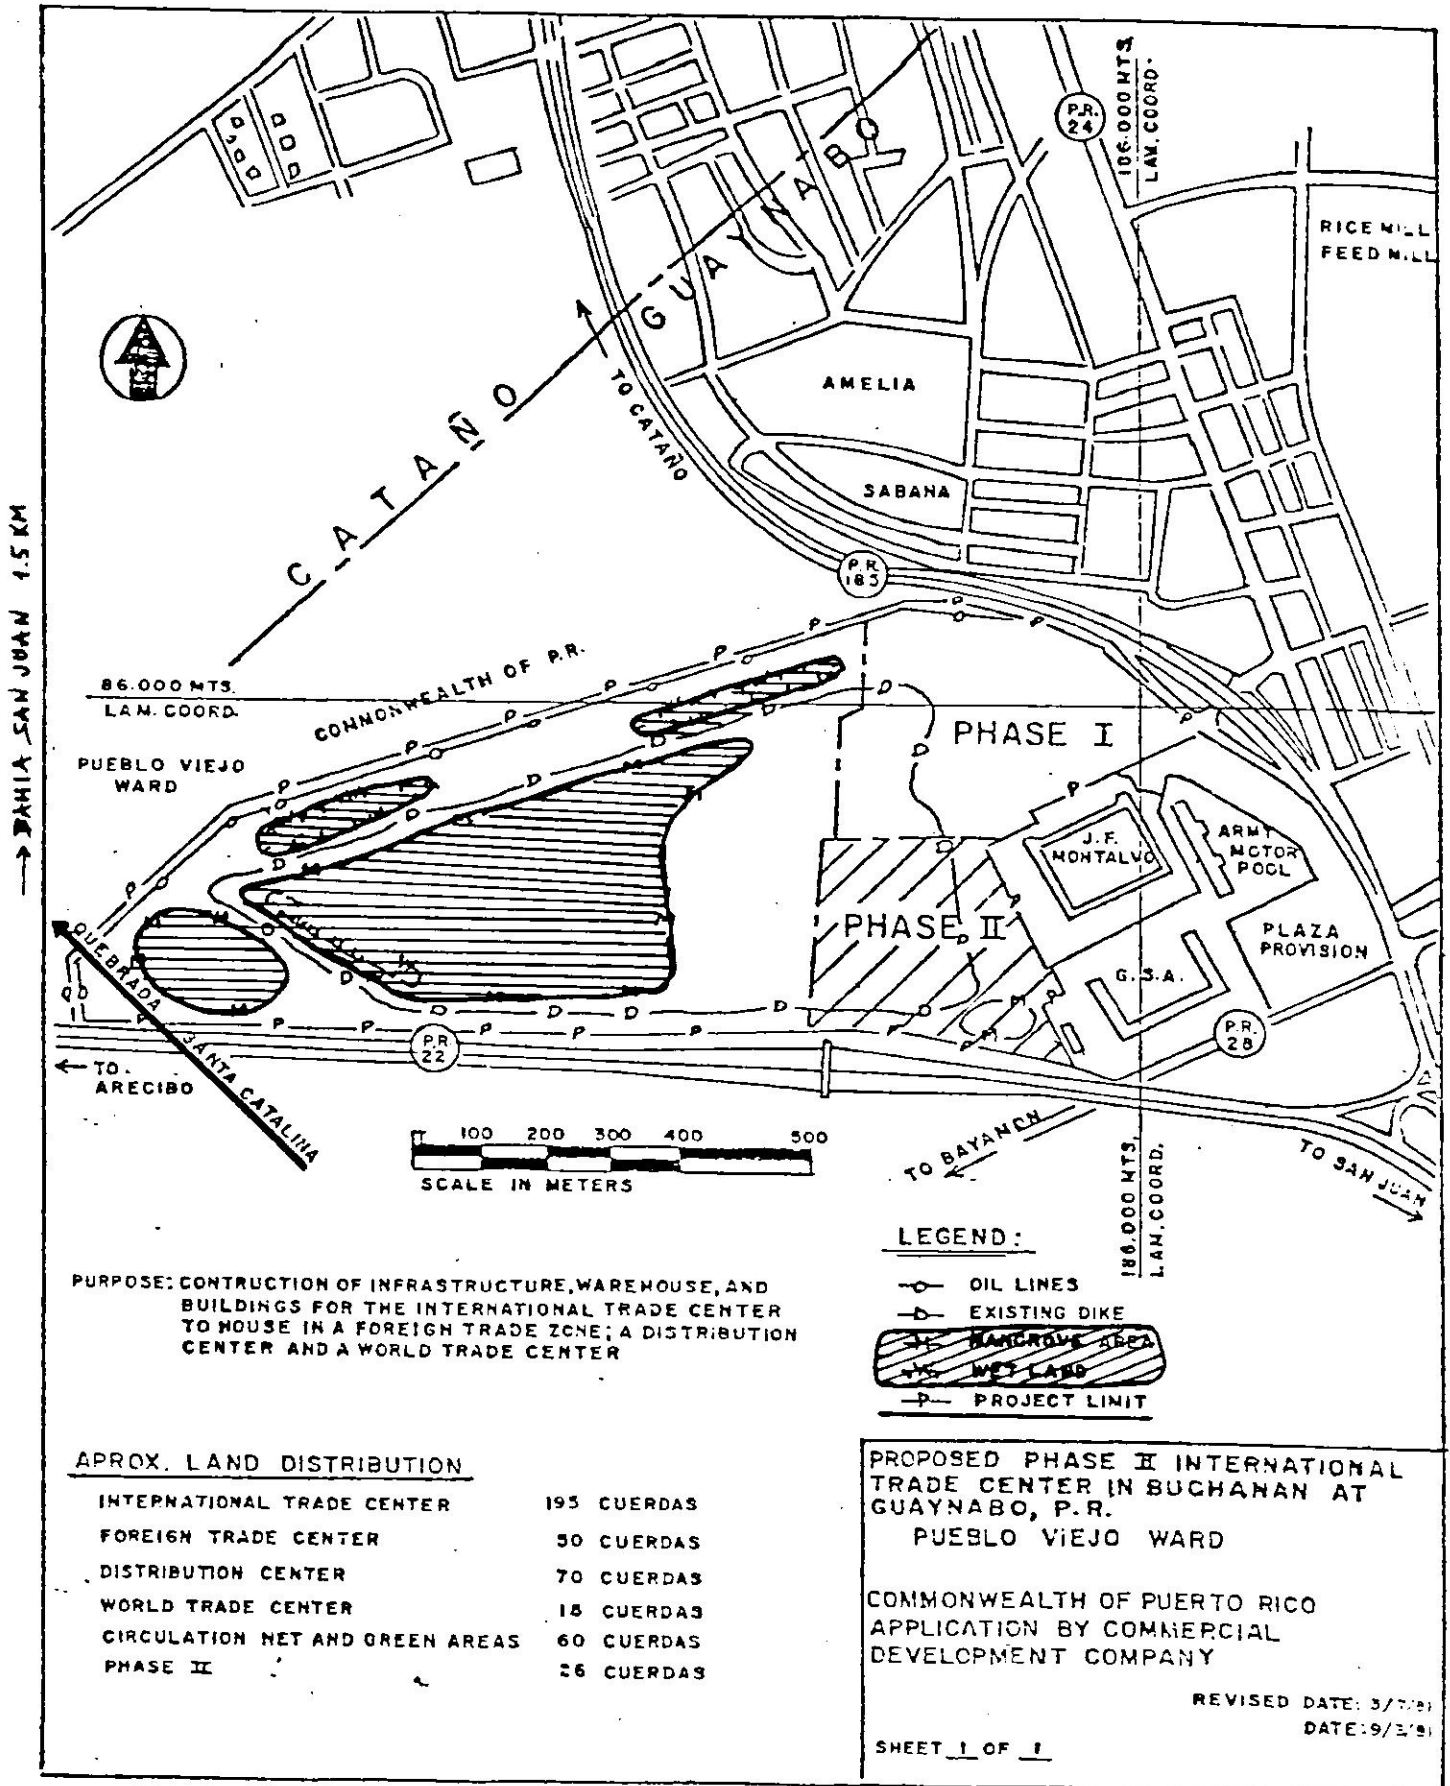 P.R.
24
186.000 MTS.
LAM. COORD.
RICE MILL
FEED MILL
GUAYNABO
CATAÑO
TO CATAÑO
AMELIA
SABANA
P.R.
165
→ BAHIA SAN JUAN 1.5 KM
86.000 MTS.
LAM. COORD.
COMMONWEALTH OF P.R.
PUEBLO VIEJO
WARD
PHASE I
PHASE II
J.F.
MONTALVO
ARMY
MOTOR
POOL
PLAZA
PROVISION
G.S.A.
P.R.
28
P.R.
22
QUEBRADA SANTA CATALINA
← TO
ARECIBO
TO BAYAMON
TO SAN JUAN
186.000 MTS.
LAM. COORD.
100 200 300 400 500
SCALE IN METERS
LEGEND:
—O— OIL LINES
—D— EXISTING DIKE
—M— MANGROVE AREA
—W— WET LAND
—P— PROJECT LIMIT
PURPOSE: CONTRUCTION OF INFRASTRUCTURE, WAREHOUSE, AND
BUILDINGS FOR THE INTERNATIONAL TRADE CENTER
TO HOUSE IN A FOREIGN TRADE ZONE; A DISTRIBUTION
CENTER AND A WORLD TRADE CENTER
APROX. LAND DISTRIBUTION
INTERNATIONAL TRADE CENTER 195 CUERDAS
FOREIGN TRADE CENTER 50 CUERDAS
DISTRIBUTION CENTER 70 CUERDAS
WORLD TRADE CENTER 15 CUERDAS
CIRCULATION NET AND GREEN AREAS 60 CUERDAS
PHASE II 26 CUERDAS
PROPOSED PHASE II INTERNATIONAL
TRADE CENTER IN BUCHANAN AT
GUAYNABO, P.R.
PUEBLO VIEJO WARD
COMMONWEALTH OF PUERTO RICO
APPLICATION BY COMMERCIAL
DEVELOPMENT COMPANY
REVISED DATE:
DATE:
SHEET 1 OF 1